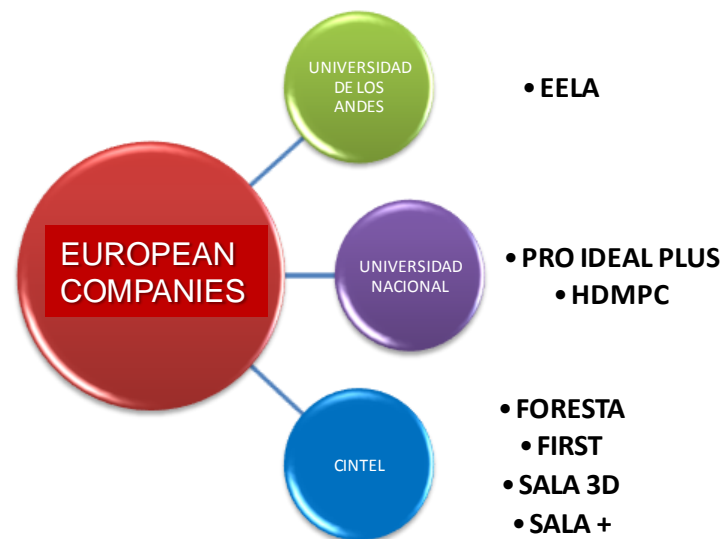 UNIVERSIDAD
DE LOS
ANDES
• EELA
EUROPEAN
COMPANIES
UNIVERSIDAD
NACIONAL
• PRO IDEAL PLUS
• HDMPC
CINTEL
• FORESTA
• FIRST
• SALA 3D
• SALA +